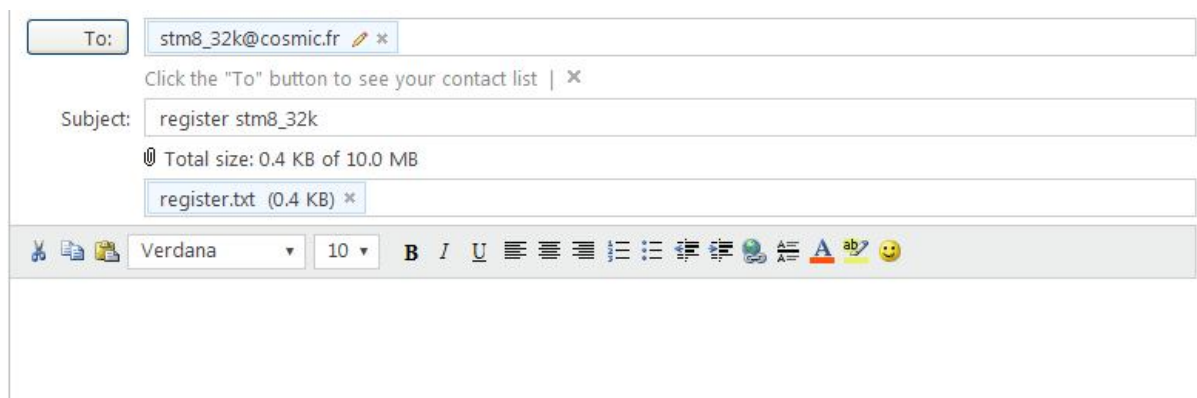 To: stm8_32k@cosmic.fr
Click the "To" button to see your contact list |
Subject: register stm8_32k
Total size: 0.4 KB of 10.0 MB
register.txt (0.4 KB)
Verdana 10 B I U A ab